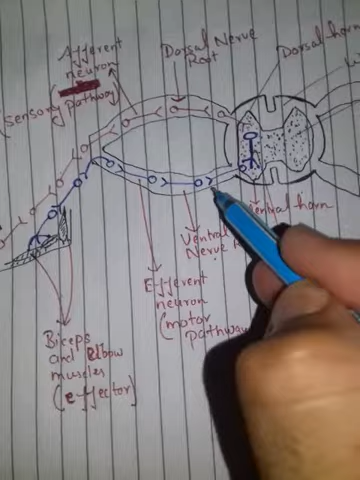 Afferent
neuron
(sensory pathway)
Dorsal Nerve
Root
Dorsal horn
Ventral horn
Ventral
Nerve
Efferent
neuron
(motor
pathway
Biceps
and elbow
muscles
(effector)